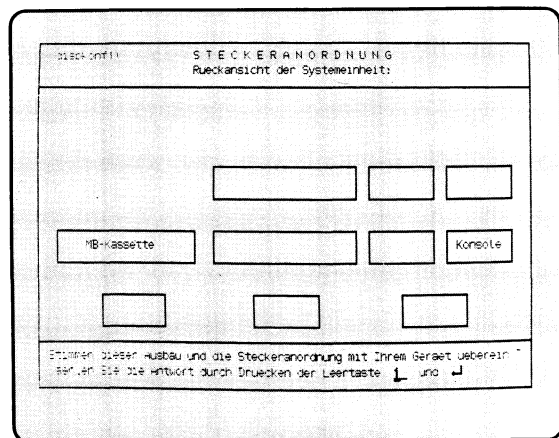 STECKERANORDNUNG
Rueckansicht der Systemeinheit:
MB-Kassette
Konsole
Stimmen dieser Ausbau und die Steckeranordnung mit Ihrem Geraet ueberein ?
Sie die Antwort durch Druecken der Leertaste und